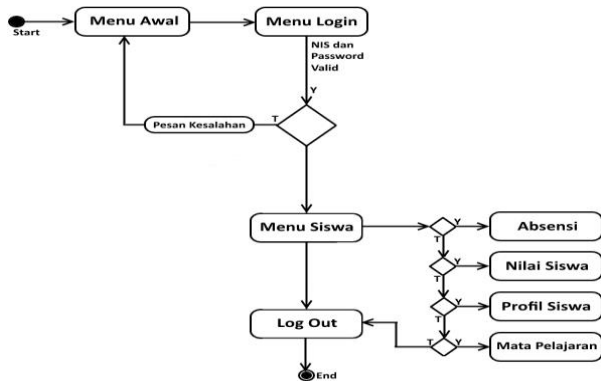 Menu Awal
Menu Login
Start
NIS dan
Password
Valid
Y
Pesan Kesalahan
T
Menu Siswa
Y
Absensi
T
Y
Nilai Siswa
T
Y
Profil Siswa
T
Log Out
T
Y
Mata Pelajaran
End